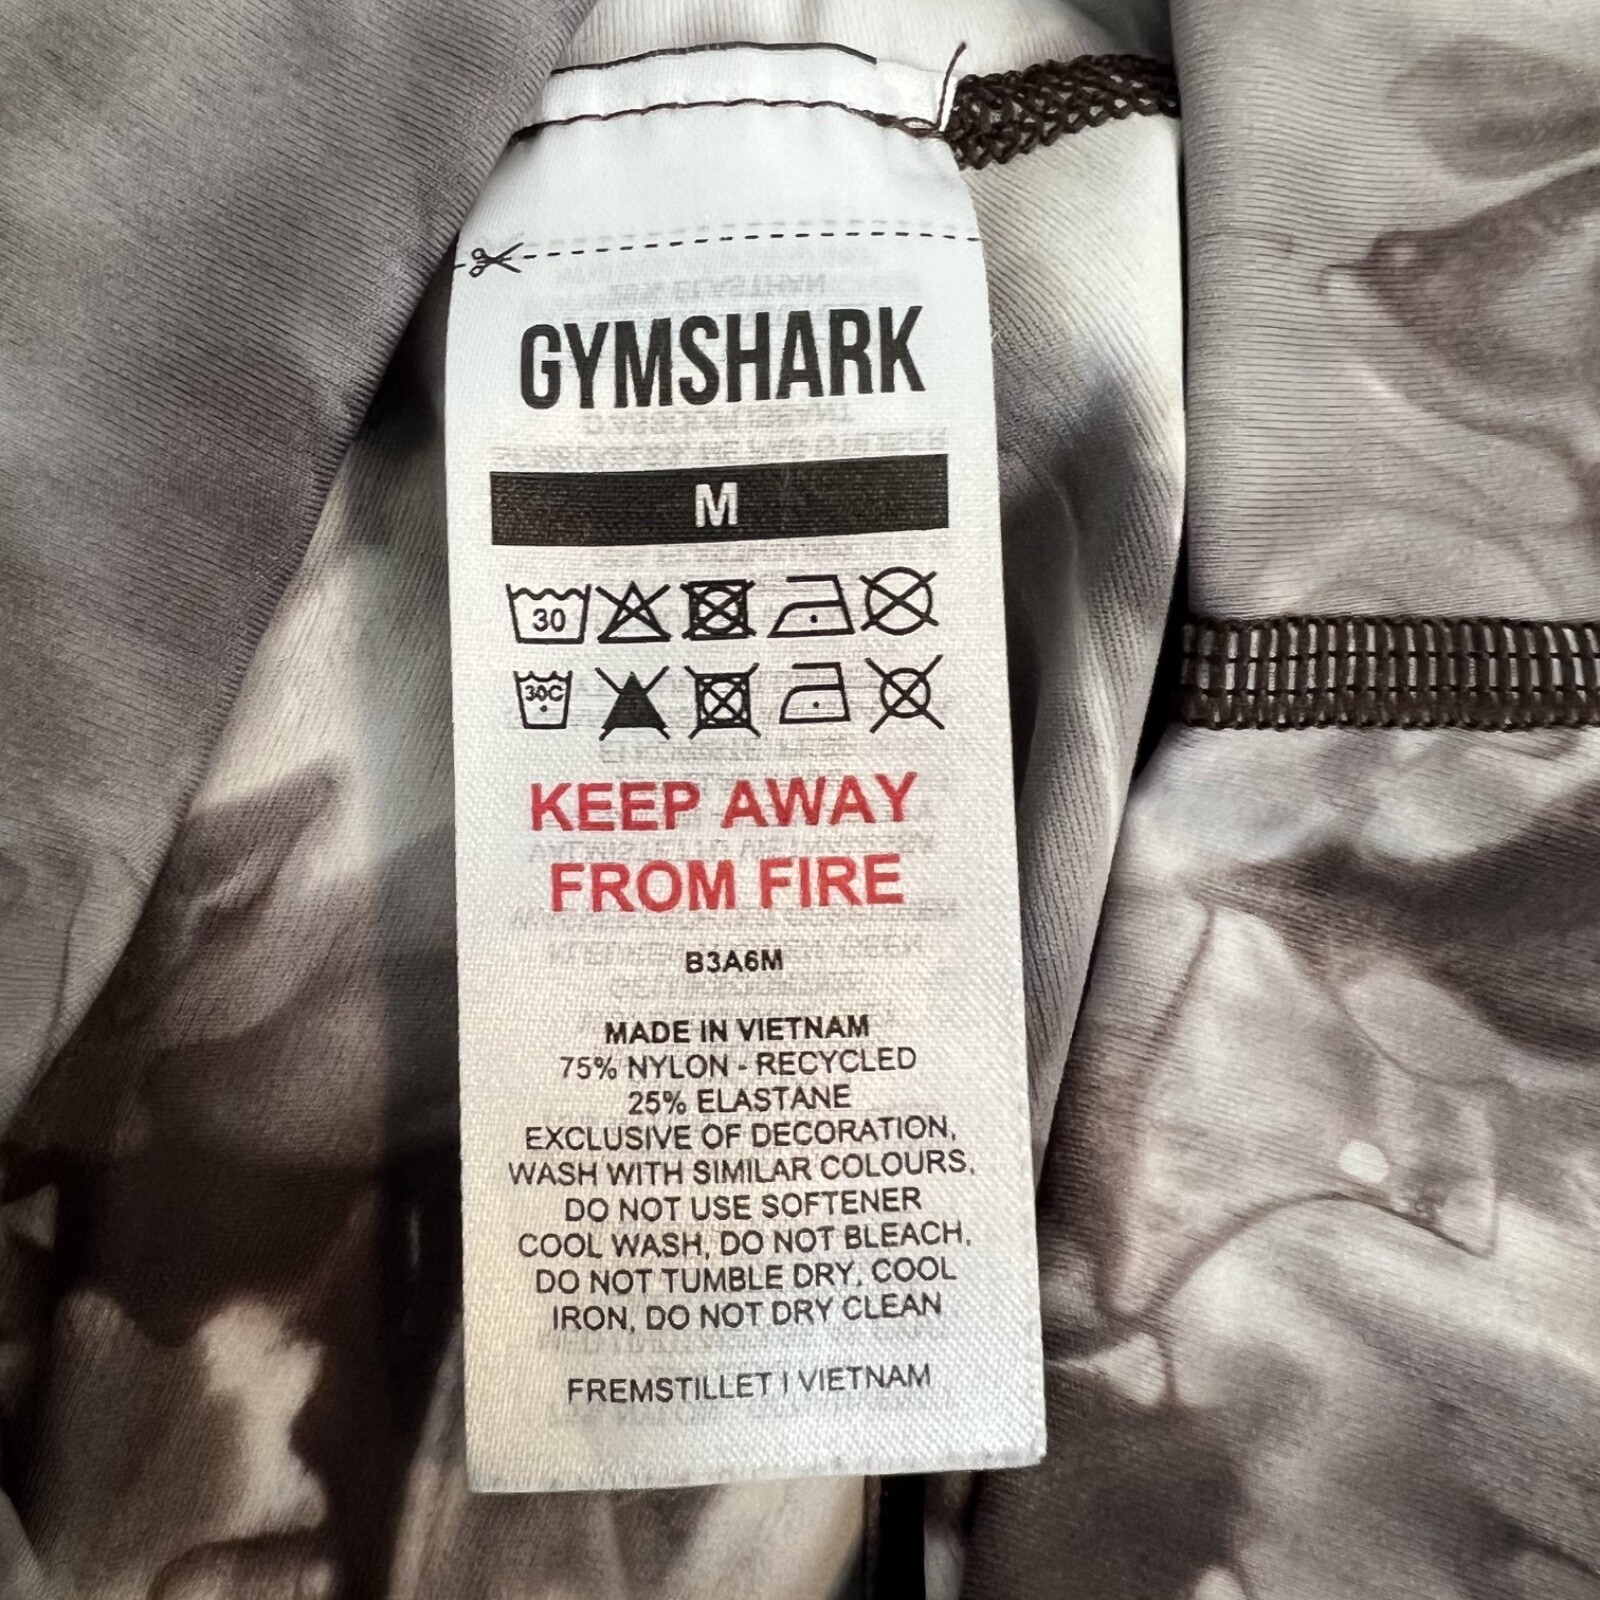 GYMSHARK
M
30
30C
KEEP AWAY
FROM FIRE
B3A6M
MADE IN VIETNAM
75% NYLON - RECYCLED
25% ELASTANE
EXCLUSIVE OF DECORATION,
WASH WITH SIMILAR COLOURS,
DO NOT USE SOFTENER
COOL WASH, DO NOT BLEACH,
DO NOT TUMBLE DRY, COOL
IRON, DO NOT DRY CLEAN
FREMSTILLET I VIETNAM